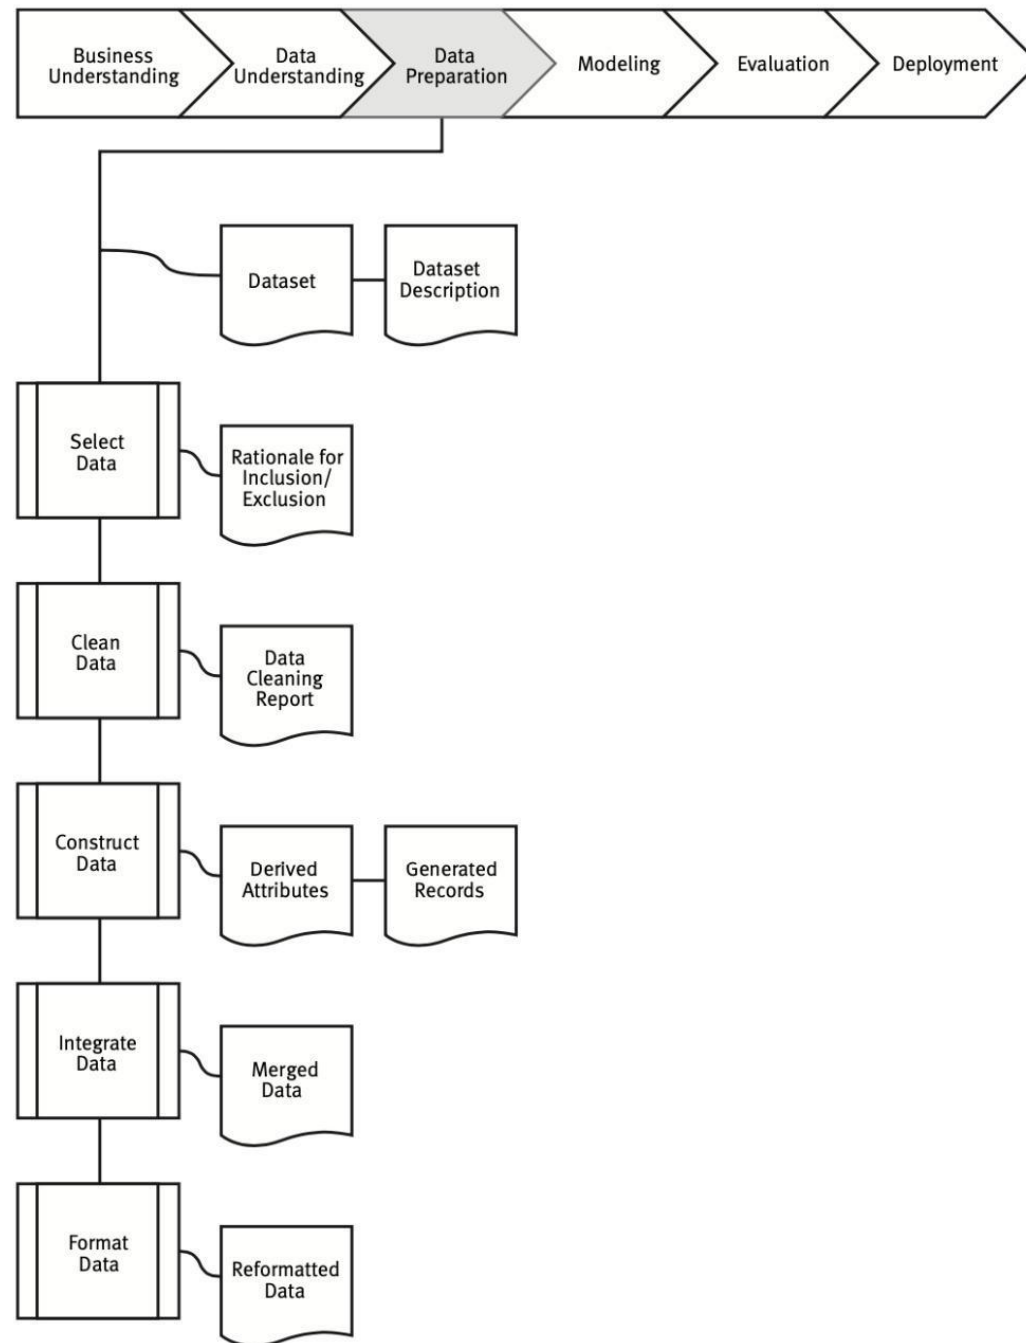 Business
Understanding
Data
Understanding
Data
Preparation
Modeling
Evaluation
Deployment
Dataset
Dataset
Description
Select
Data
Rationale for
Inclusion/
Exclusion
Clean
Data
Data
Cleaning
Report
Construct
Data
Derived
Attributes
Generated
Records
Integrate
Data
Merged
Data
Format
Data
Reformatted
Data